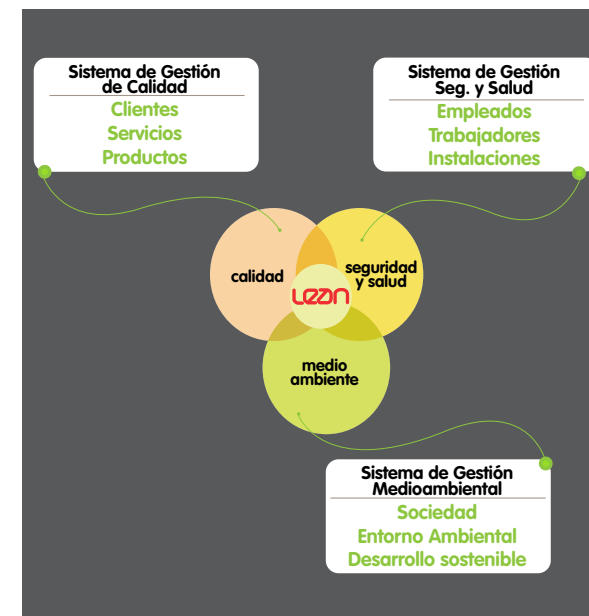 Sistema de Gestión
de Calidad
Clientes
Servicios
Productos
Sistema de Gestión
Seg. y Salud
Empleados
Trabajadores
Instalaciones
calidad
seguridad
y salud
Lean
medio
ambiente
Sistema de Gestión
Medioambiental
Sociedad
Entorno Ambiental
Desarrollo sostenible